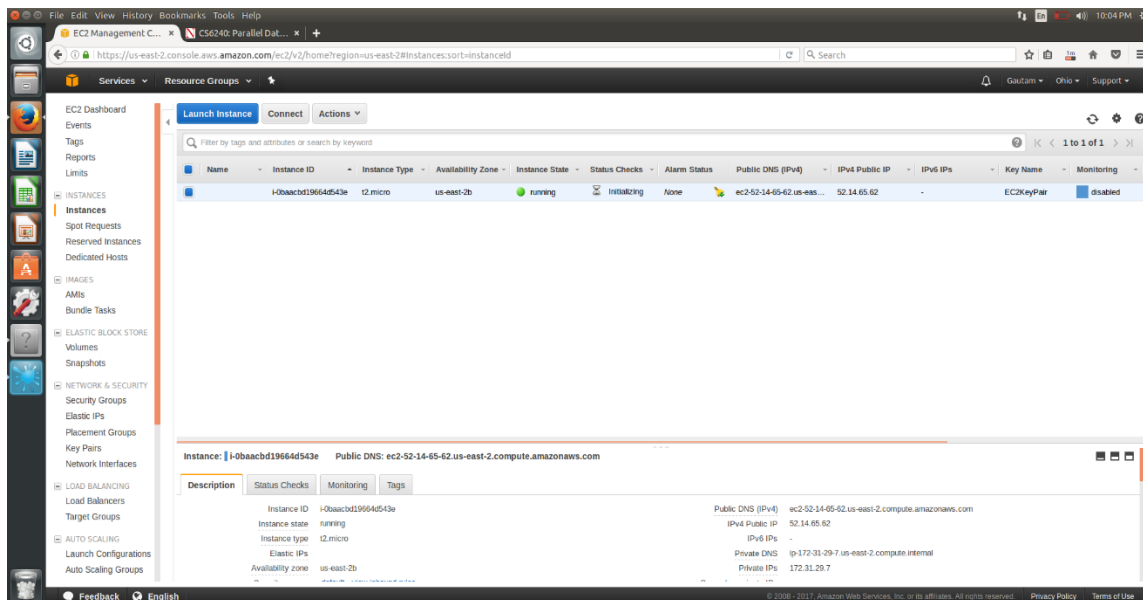 File Edit View History Bookmarks Tools Help
En
10:04 PM
EC2 Management C... ×
CS6240: Parallel Dat... ×
+
https://us-east-2.console.aws.amazon.com/ec2/v2/home?region=us-east-2#Instances:sort=instanceId
Search
Services
Resource Groups
Gautam
Ohio
Support
EC2 Dashboard
Events
Tags
Reports
Limits
INSTANCES
Instances
Spot Requests
Reserved Instances
Dedicated Hosts
IMAGES
AMIs
Bundle Tasks
ELASTIC BLOCK STORE
Volumes
Snapshots
NETWORK & SECURITY
Security Groups
Elastic IPs
Placement Groups
Key Pairs
Network Interfaces
LOAD BALANCING
Load Balancers
Target Groups
AUTO SCALING
Launch Configurations
Auto Scaling Groups
Launch Instance
Connect
Actions
Filter by tags and attributes or search by keyword
1 to 1 of 1
Name Instance ID Instance Type Availability Zone Instance State Status Checks Alarm Status Public DNS (IPv4) IPv4 Public IP IPv6 IPs Key Name Monitoring
i-0baacbd19664d543e t2.micro us-east-2b running Initializing None ec2-52-14-65-62.us-eas... 52.14.65.62 - EC2KeyPair disabled
Instance: i-0baacbd19664d543e Public DNS: ec2-52-14-65-62.us-east-2.compute.amazonaws.com
Description Status Checks Monitoring Tags
Instance ID i-0baacbd19664d543e
Instance state running
Instance type t2.micro
Elastic IPs
Availability zone us-east-2b
Public DNS (IPv4) ec2-52-14-65-62.us-east-2.compute.amazonaws.com
IPv4 Public IP 52.14.65.62
IPv6 IPs -
Private DNS ip-172-31-29-7.us-east-2.compute.internal
Private IPs 172.31.29.7
Feedback English
© 2008 - 2017, Amazon Web Services, Inc. or its affiliates. All rights reserved. Privacy Policy Terms of Use